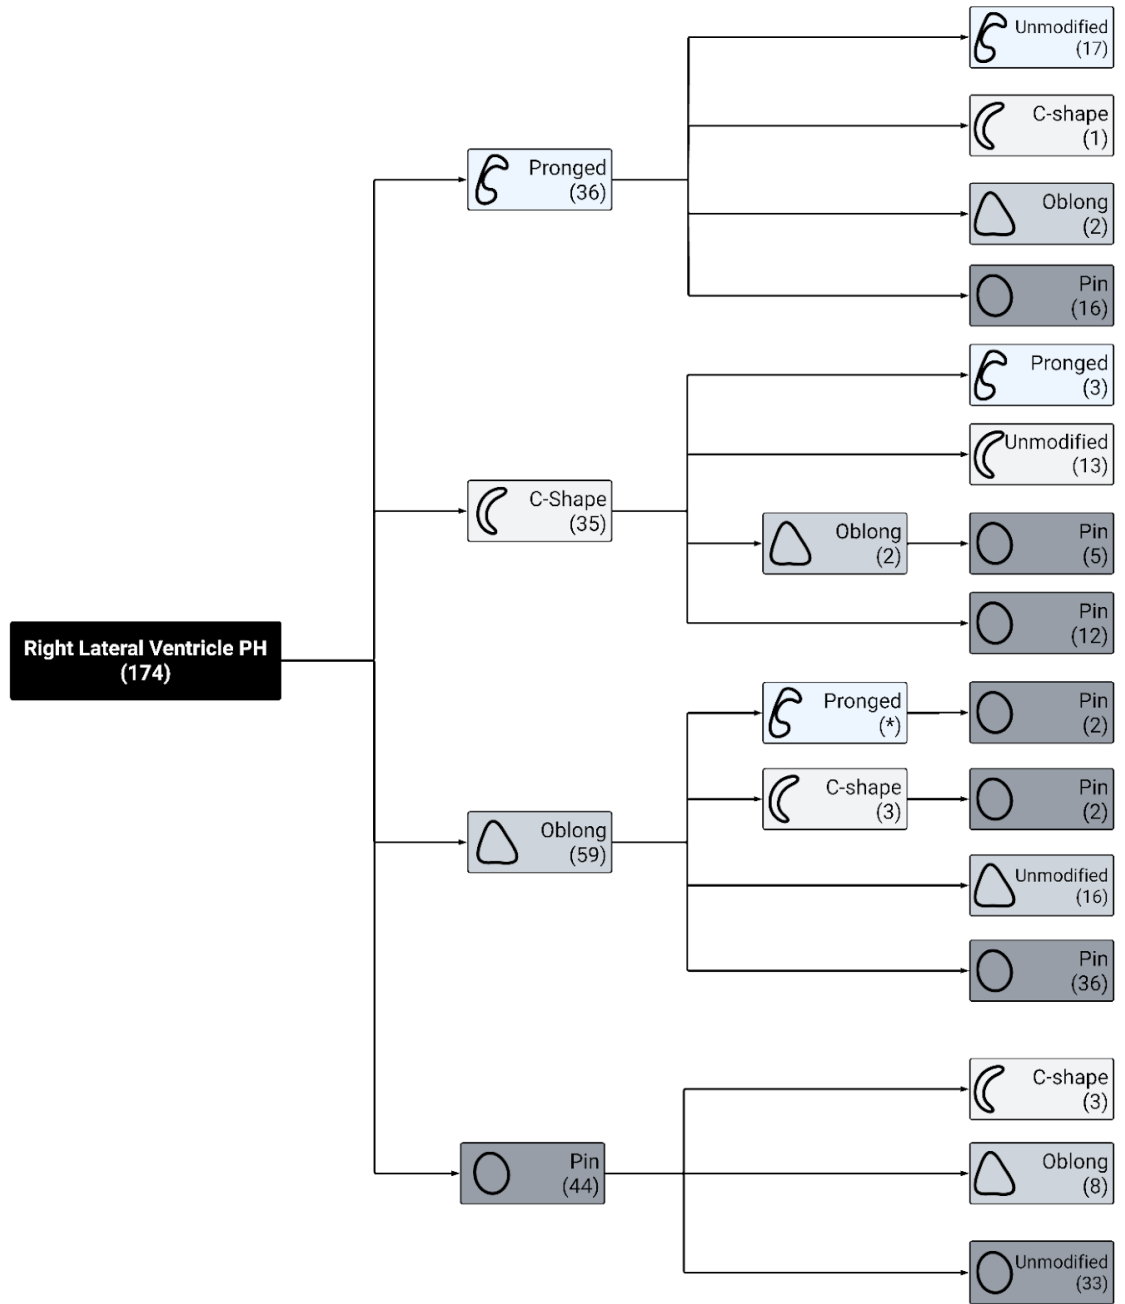 Unmodified
(17)
C-shape
(1)
Pronged
(36)
Oblong
(2)
Pin
(16)
Pronged
(3)
Unmodified
(13)
C-Shape
(35)
Oblong
(2)
Pin
(5)
Pin
(12)
Right Lateral Ventricle PH
(174)
Pronged
(*)
Pin
(2)
C-shape
(3)
Pin
(2)
Oblong
(59)
Unmodified
(16)
Pin
(36)
C-shape
(3)
Pin
(44)
Oblong
(8)
Unmodified
(33)